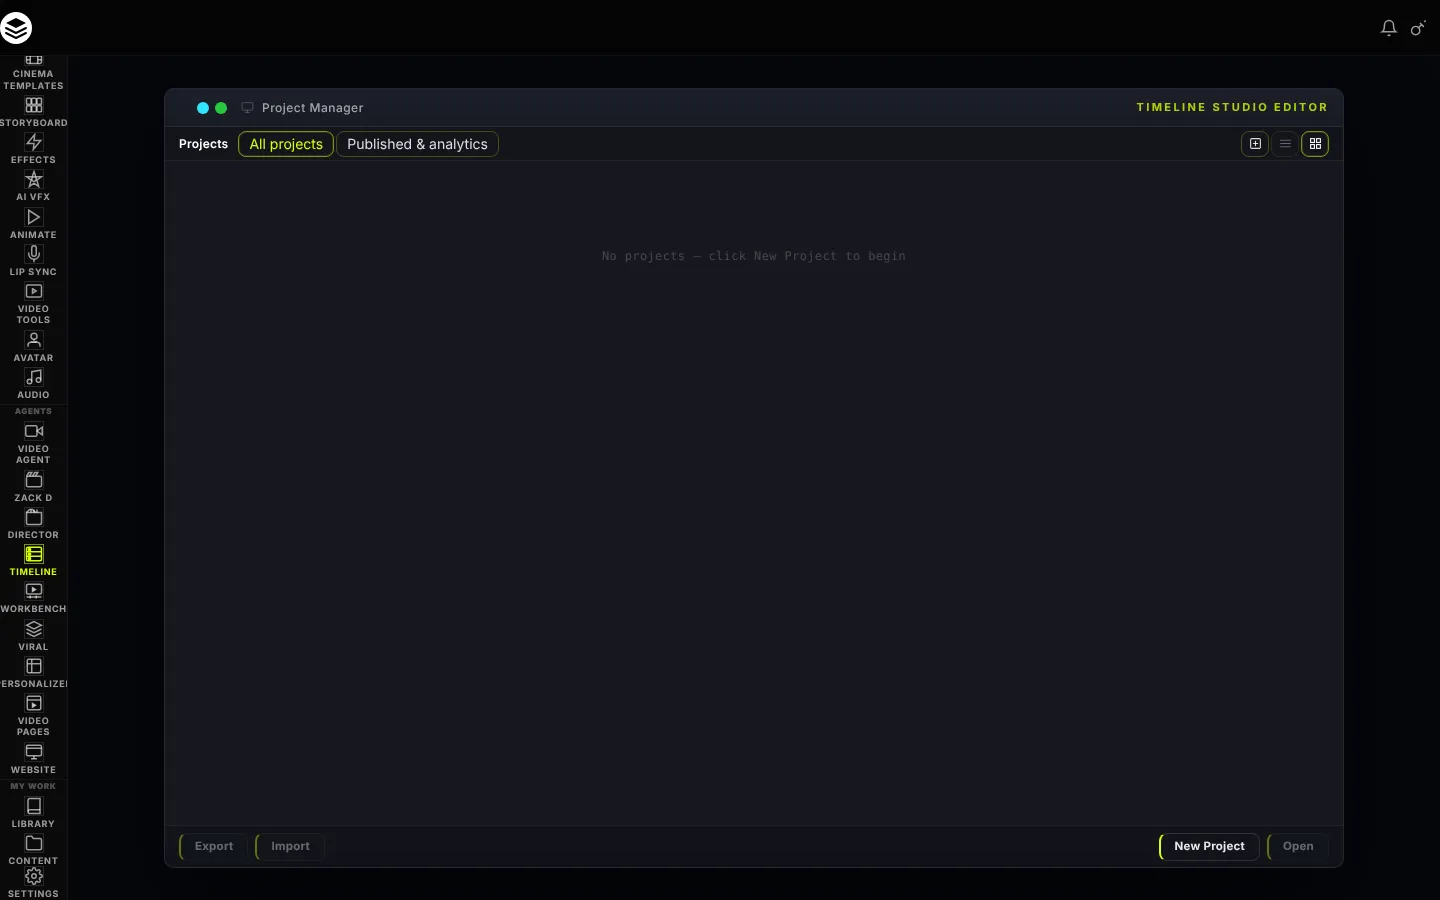 CINEMA
TEMPLATES
STORYBOARD
EFFECTS
AI VFX
ANIMATE
LIP SYNC
VIDEO
TOOLS
AVATAR
AUDIO
AGENTS
VIDEO
AGENT
ZACK D
DIRECTOR
TIMELINE
WORKBENCH
VIRAL
PERSONALIZE
VIDEO
PAGES
WEBSITE
MY WORK
LIBRARY
CONTENT
SETTINGS
Project Manager
TIMELINE STUDIO EDITOR
Projects All projects Published & analytics
No projects — click New Project to begin
Export Import New Project Open